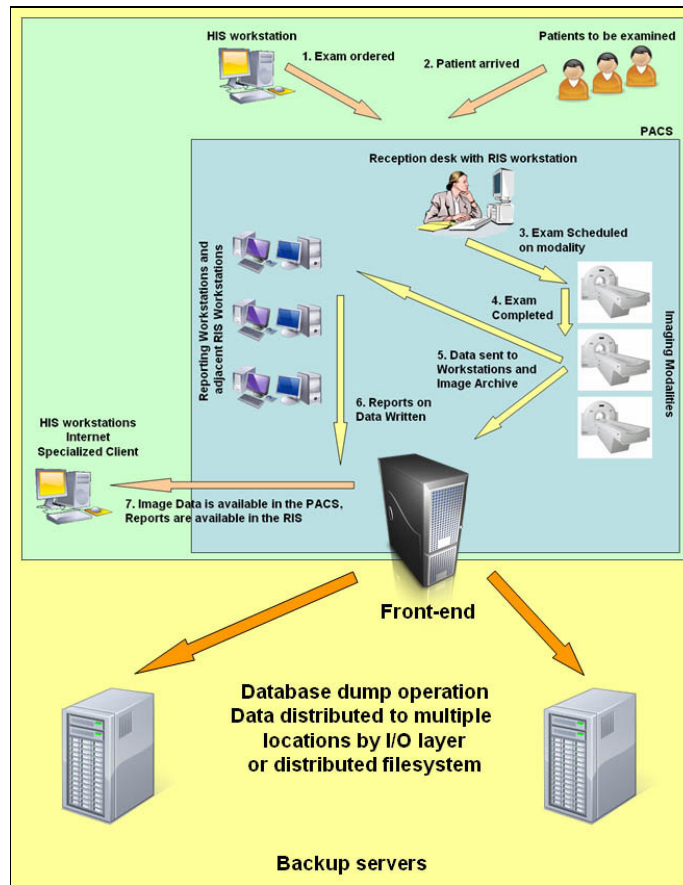 HIS workstation
Patients to be examined
1. Exam ordered
2. Patient arrived
PACS
Reception desk with RIS workstation
3. Exam Scheduled
on modality
4. Exam
Completed
Reporting Workstations and
adjacent RIS Workstations
Imaging Modalities
5. Data sent to
Workstations and
Image Archive
6. Reports on
Data Written
HIS workstations
Internet
Specialized Client
7. Image Data is available in the PACS,
Reports are available in the RIS
Front-end
Database dump operation
Data distributed to multiple
locations by I/O layer
or distributed filesystem
Backup servers